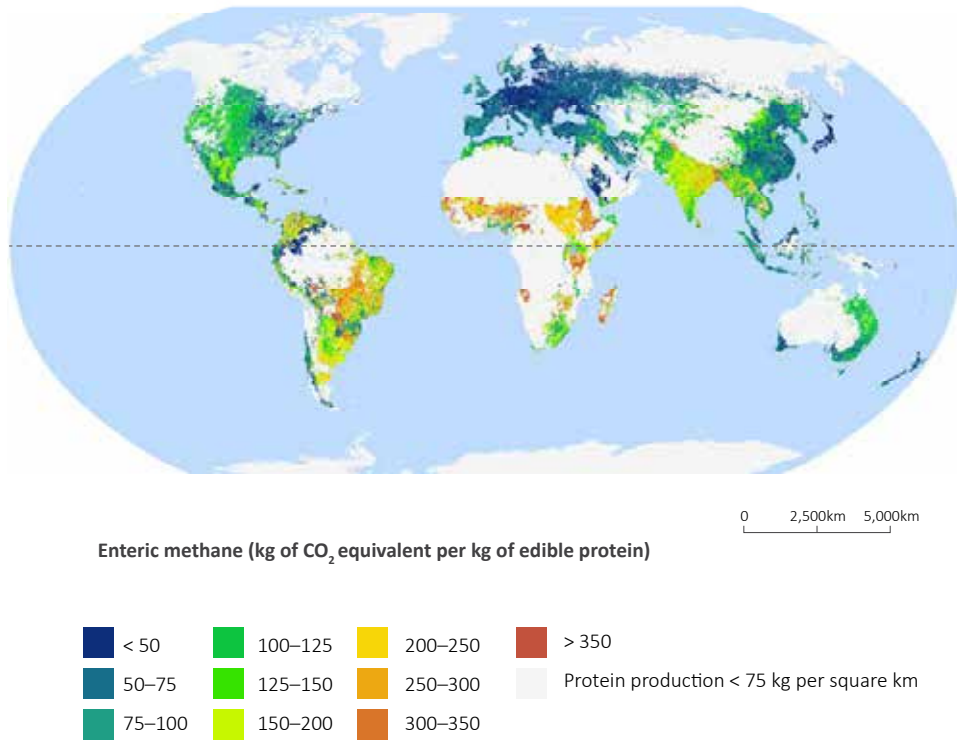 0 2,500km 5,000km
Enteric methane (kg of CO2 equivalent per kg of edible protein)
< 50 100–125 200–250 > 350
50–75 125–150 250–300 Protein production < 75 kg per square km
75–100 150–200 300–350